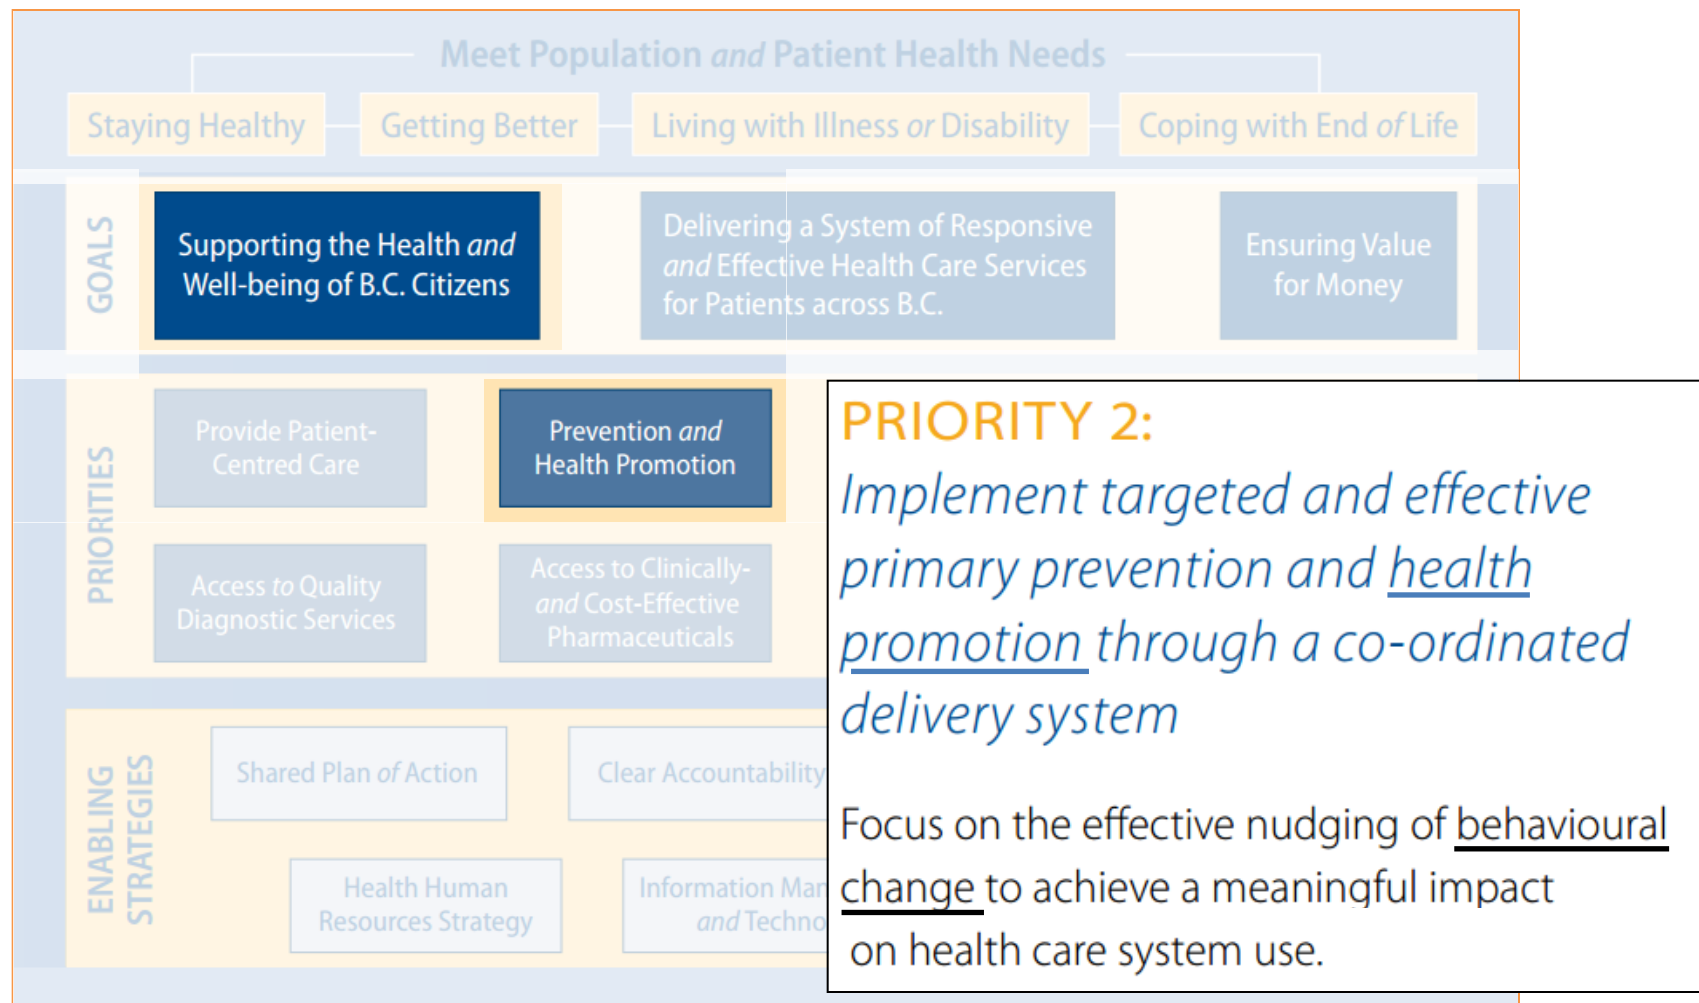 Meet Population and Patient Health Needs
Staying Healthy
Getting Better
Living with Illness or Disability
Coping with End of Life
GOALS
Supporting the Health and
Well-being of B.C. Citizens
Delivering a System of Responsive
and Effective Health Care Services
for Patients across B.C.
Ensuring Value
for Money
PRIORITIES
Provide Patient-
Centred Care
Prevention and
Health Promotion
Access to Quality
Diagnostic Services
Access to Clinically-
and Cost-Effective
Pharmaceuticals
ENABLING
STRATEGIES
Shared Plan of Action
Clear Accountability
Health Human
Resources Strategy
Information Man
and Techno
PRIORITY 2:
Implement targeted and effective
primary prevention and health
promotion through a co-ordinated
delivery system
Focus on the effective nudging of behavioural
change to achieve a meaningful impact
on health care system use.